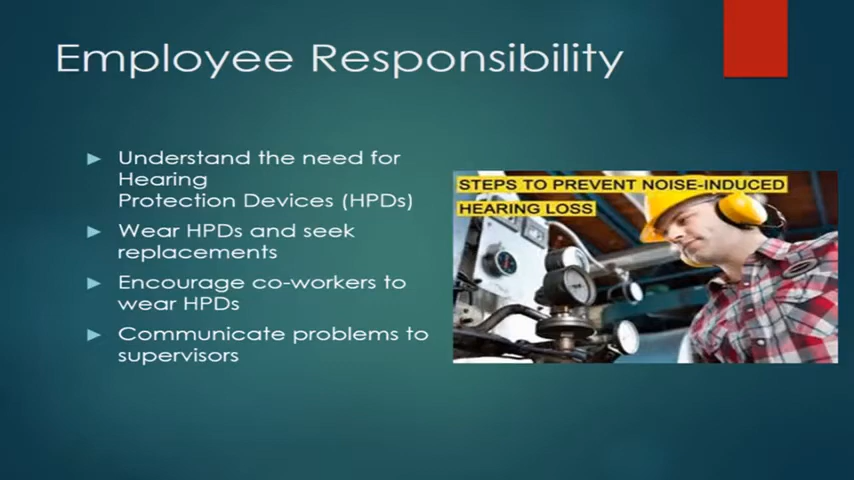 Employee Responsibility
Understand the need for
Hearing
Protection Devices (HPDs)
Wear HPDs and seek
replacements
Encourage co-workers to
wear HPDs
Communicate problems to
supervisors
STEPS TO PREVENT NOISE-INDUCED
HEARING LOSS